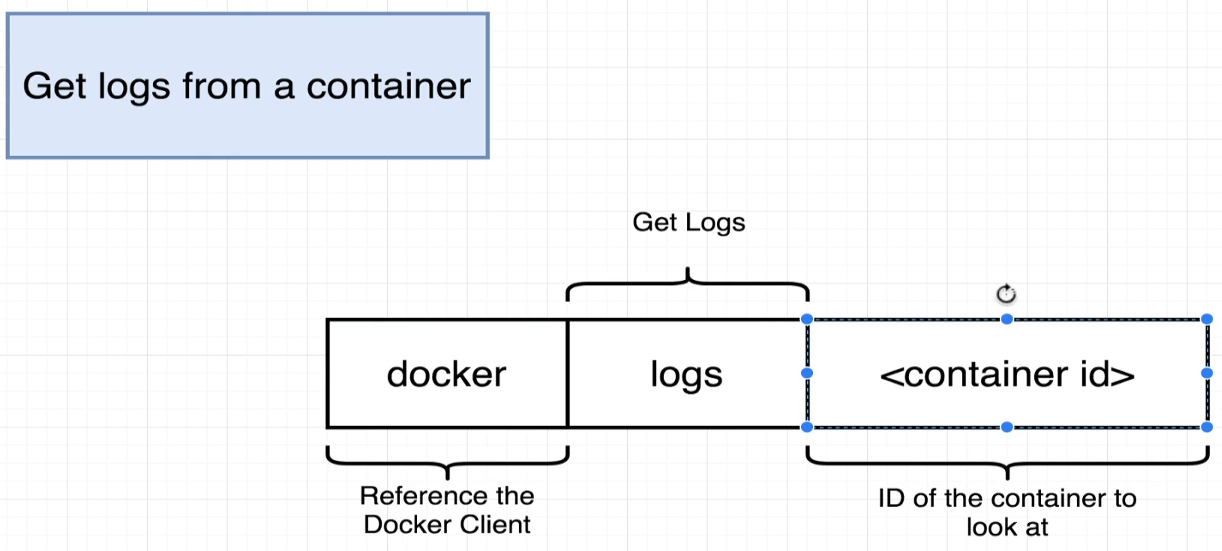 Get logs from a container
Get Logs
docker
logs
<container id>
Reference the
Docker Client
ID of the container to
look at